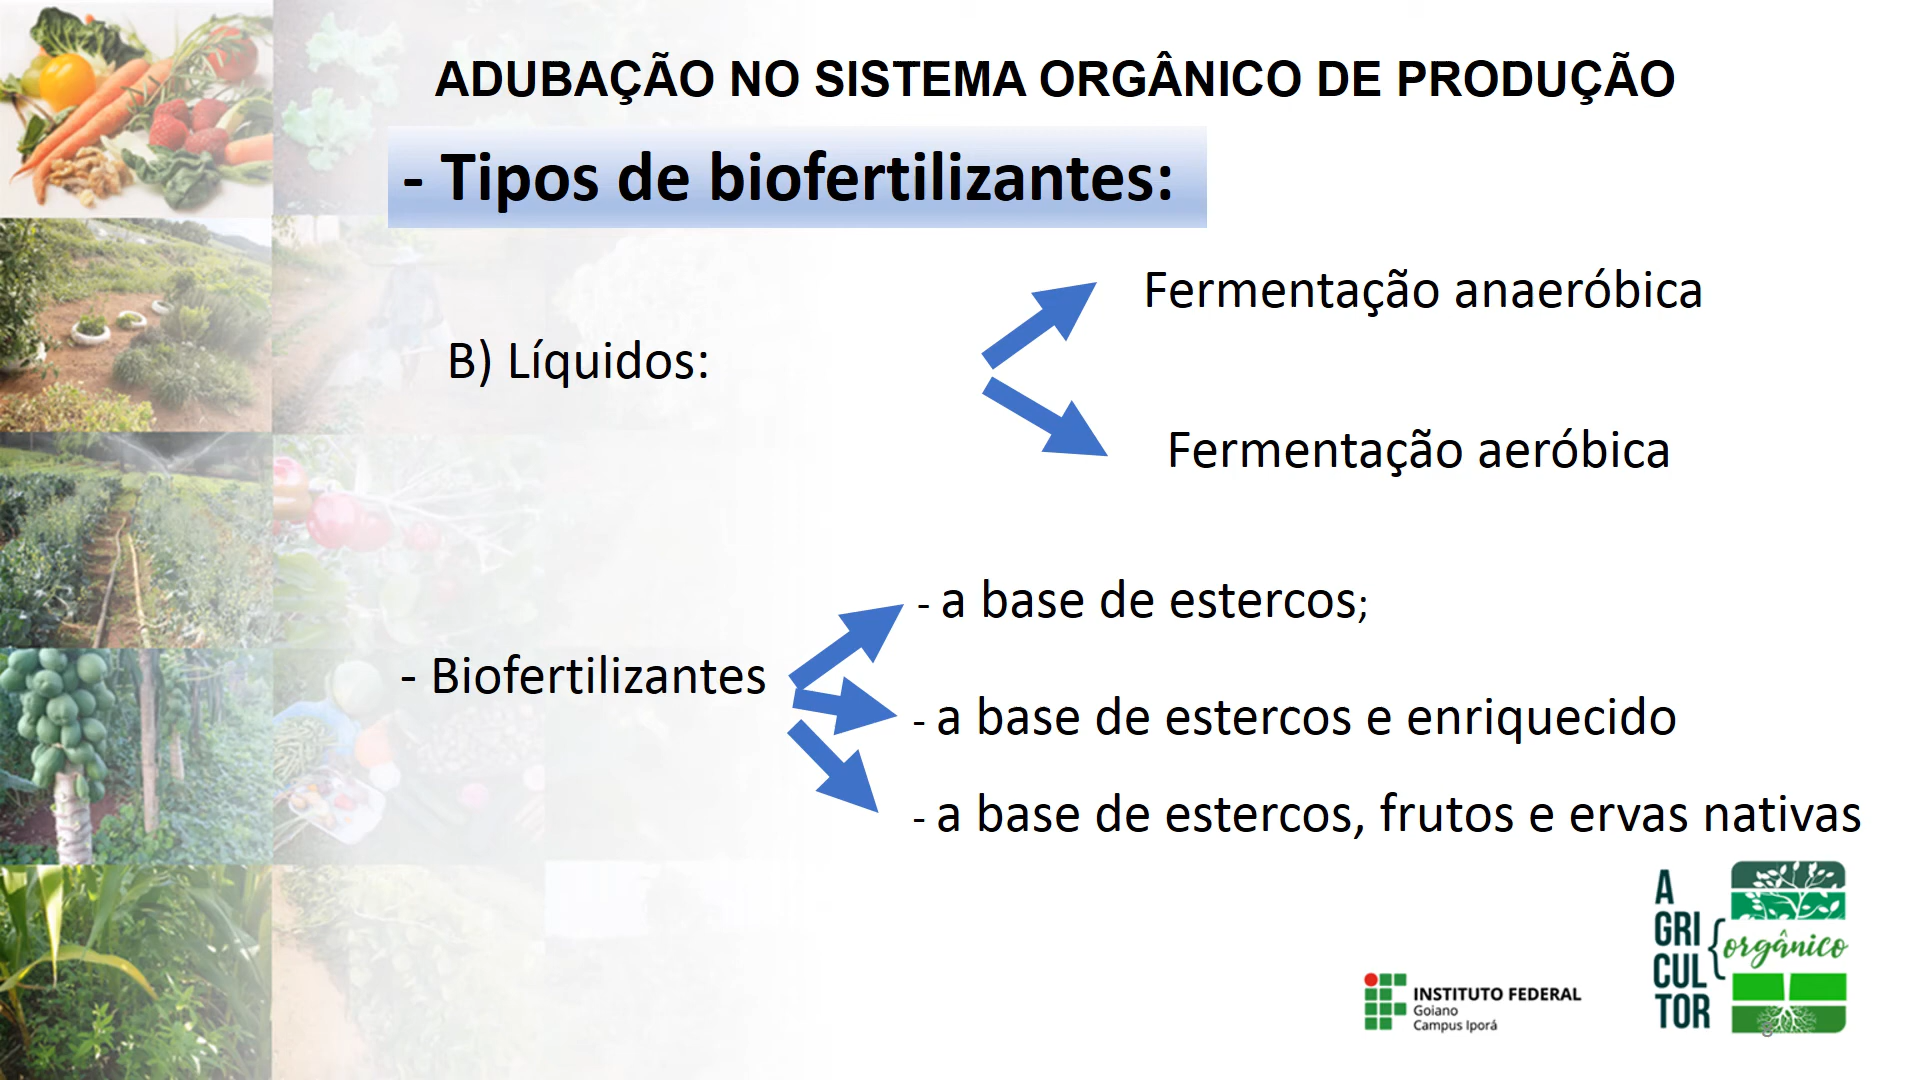 ADUBAÇÃO NO SISTEMA ORGÂNICO DE PRODUÇÃO
- Tipos de biofertilizantes:
Fermentação anaeróbica
B) Líquidos:
Fermentação aeróbica
- a base de estercos;
- Biofertilizantes
- a base de estercos e enriquecido
- a base de estercos, frutos e ervas nativas
INSTITUTO FEDERAL
Goiano
Campus Iporá
A
GRI
CUL
TOR
orgânico